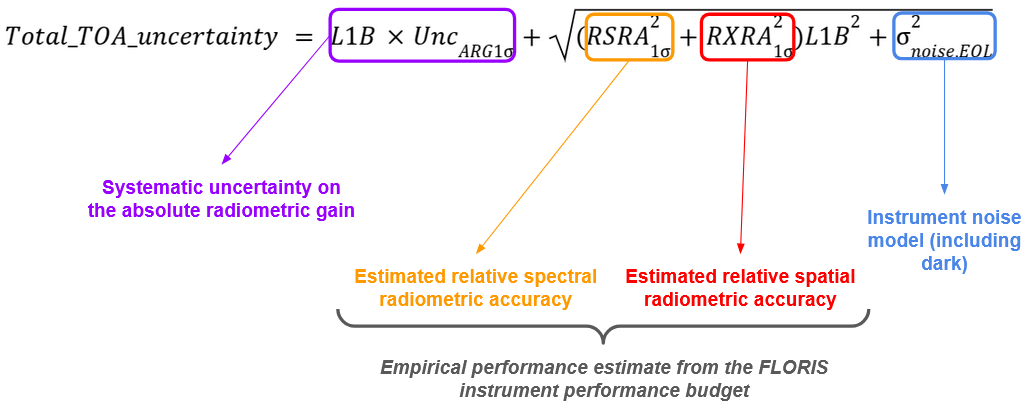 Total_TOA_uncertainty = L1B × Unc_ARG1σ + √((RSRA²_1σ + RXRA²_1σ)L1B² + σ²_noise.EOL)
Systematic uncertainty on
the absolute radiometric gain
Instrument noise
model (including
dark)
Estimated relative spectral
radiometric accuracy
Estimated relative spatial
radiometric accuracy
Empirical performance estimate from the FLORIS
instrument performance budget